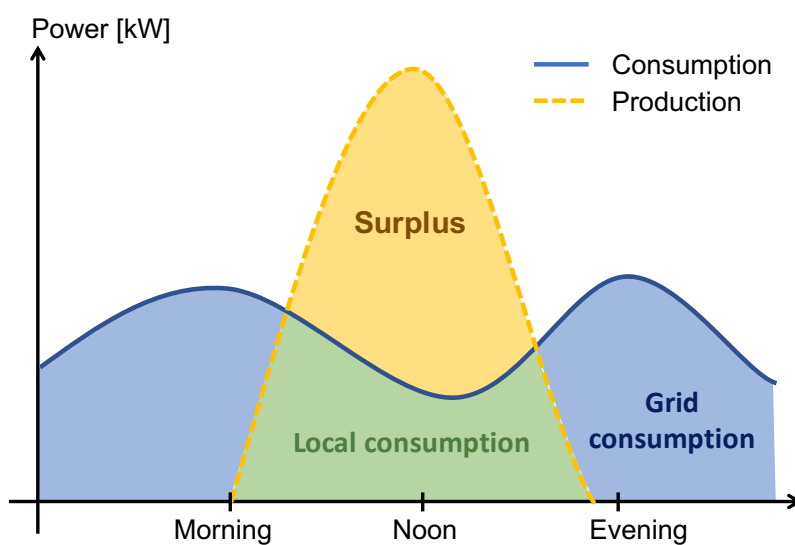 Power [kW]
Consumption
Production
Surplus
Local consumption
Grid
consumption
Morning
Noon
Evening